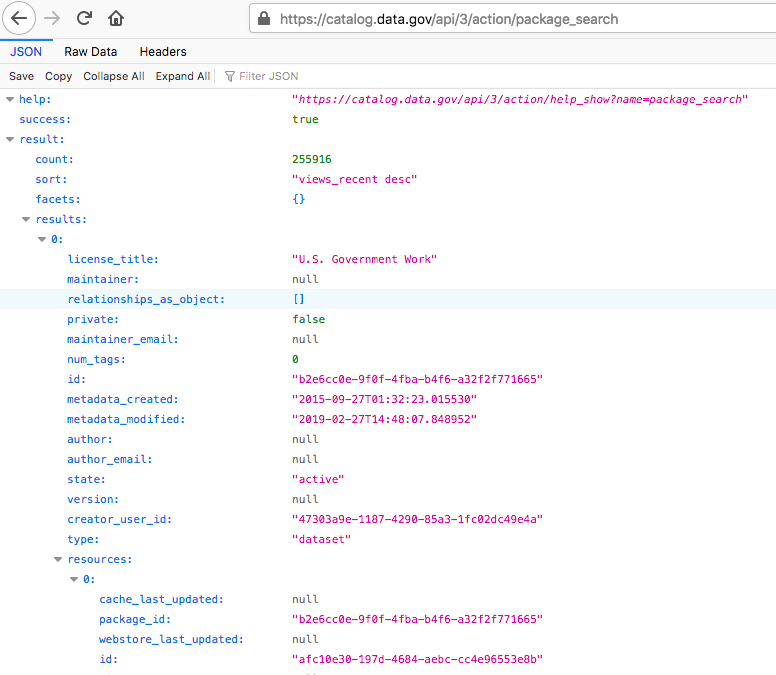 https://catalog.data.gov/api/3/action/package_search
JSON Raw Data Headers
Save Copy Collapse All Expand All Filter JSON
help: "https://catalog.data.gov/api/3/action/help_show?name=package_search"
success: true
result:
count: 255916
sort: "views_recent desc"
facets: {}
results:
0:
license_title: "U.S. Government Work"
maintainer: null
relationships_as_object: []
private: false
maintainer_email: null
num_tags: 0
id: "b2e6cc0e-9f0f-4fba-b4f6-a32f2f771665"
metadata_created: "2015-09-27T01:32:23.015530"
metadata_modified: "2019-02-27T14:48:07.848952"
author: null
author_email: null
state: "active"
version: null
creator_user_id: "47303a9e-1187-4290-85a3-1fc02dc49e4a"
type: "dataset"
resources:
0:
cache_last_updated: null
package_id: "b2e6cc0e-9f0f-4fba-b4f6-a32f2f771665"
webstore_last_updated: null
id: "afc10e30-197d-4684-aebc-cc4e96553e8b"